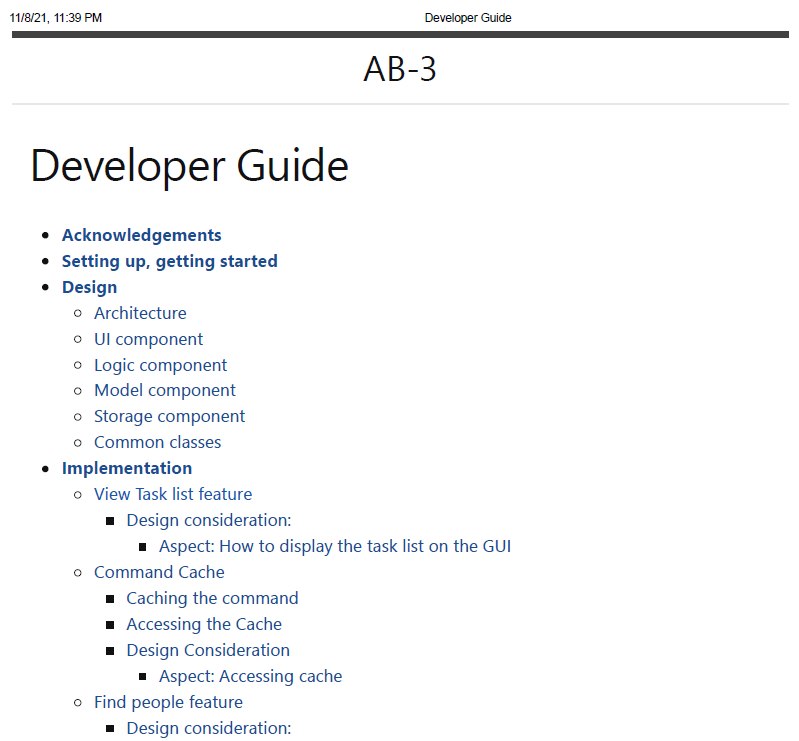 11/8/21, 11:39 PM Developer Guide
AB-3
Developer Guide
Acknowledgements
Setting up, getting started
Design
Architecture
UI component
Logic component
Model component
Storage component
Common classes
Implementation
View Task list feature
Design consideration:
Aspect: How to display the task list on the GUI
Command Cache
Caching the command
Accessing the Cache
Design Consideration
Aspect: Accessing cache
Find people feature
Design consideration: